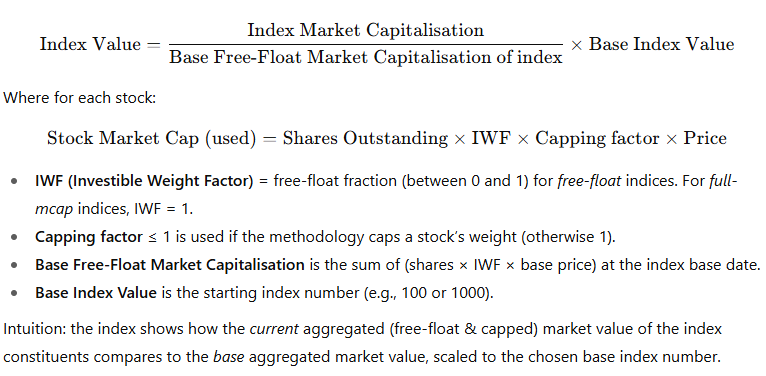 Index Value = Index Market Capitalisation / Base Free-Float Market Capitalisation of index × Base Index Value
Where for each stock:
Stock Market Cap (used) = Shares Outstanding × IWF × Capping factor × Price
• IWF (Investible Weight Factor) = free-float fraction (between 0 and 1) for free-float indices. For full-
mcap indices, IWF = 1.
• Capping factor ≤ 1 is used if the methodology caps a stock’s weight (otherwise 1).
• Base Free-Float Market Capitalisation is the sum of (shares × IWF × base price) at the index base date.
• Base Index Value is the starting index number (e.g., 100 or 1000).
Intuition: the index shows how the current aggregated (free-float & capped) market value of the index
constituents compares to the base aggregated market value, scaled to the chosen base index number.